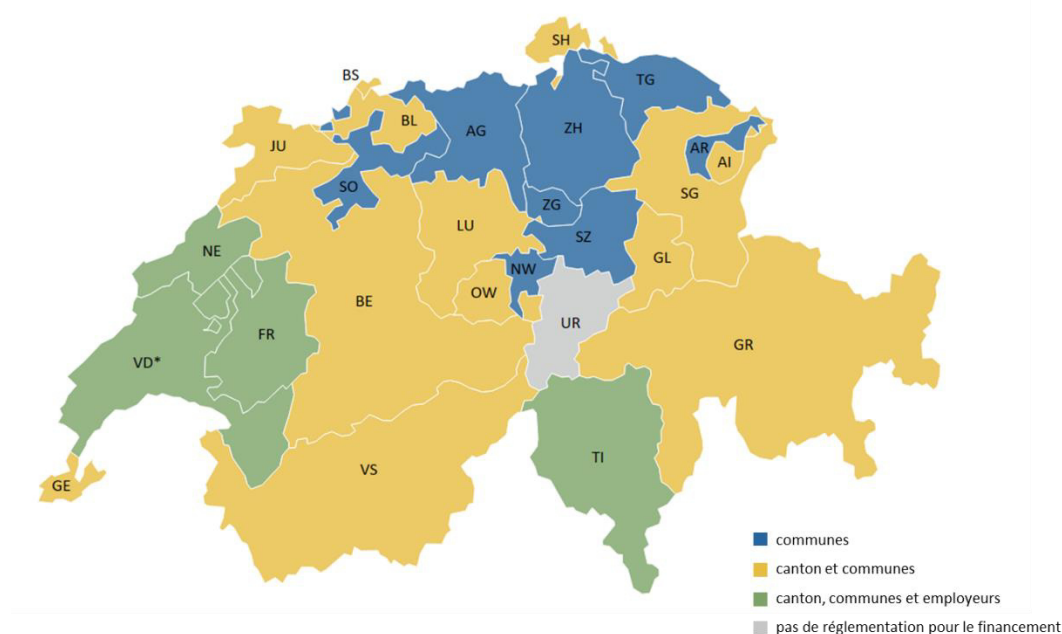 SH
BS
TG
BL
AG
ZH
JU
AR
AI
SO
SG
ZG
LU
SZ
NE
GL
NW
OW
BE
UR
FR
GR
VD*
TI
VS
GE
communes
canton et communes
canton, communes et employeurs
pas de réglementation pour le financement